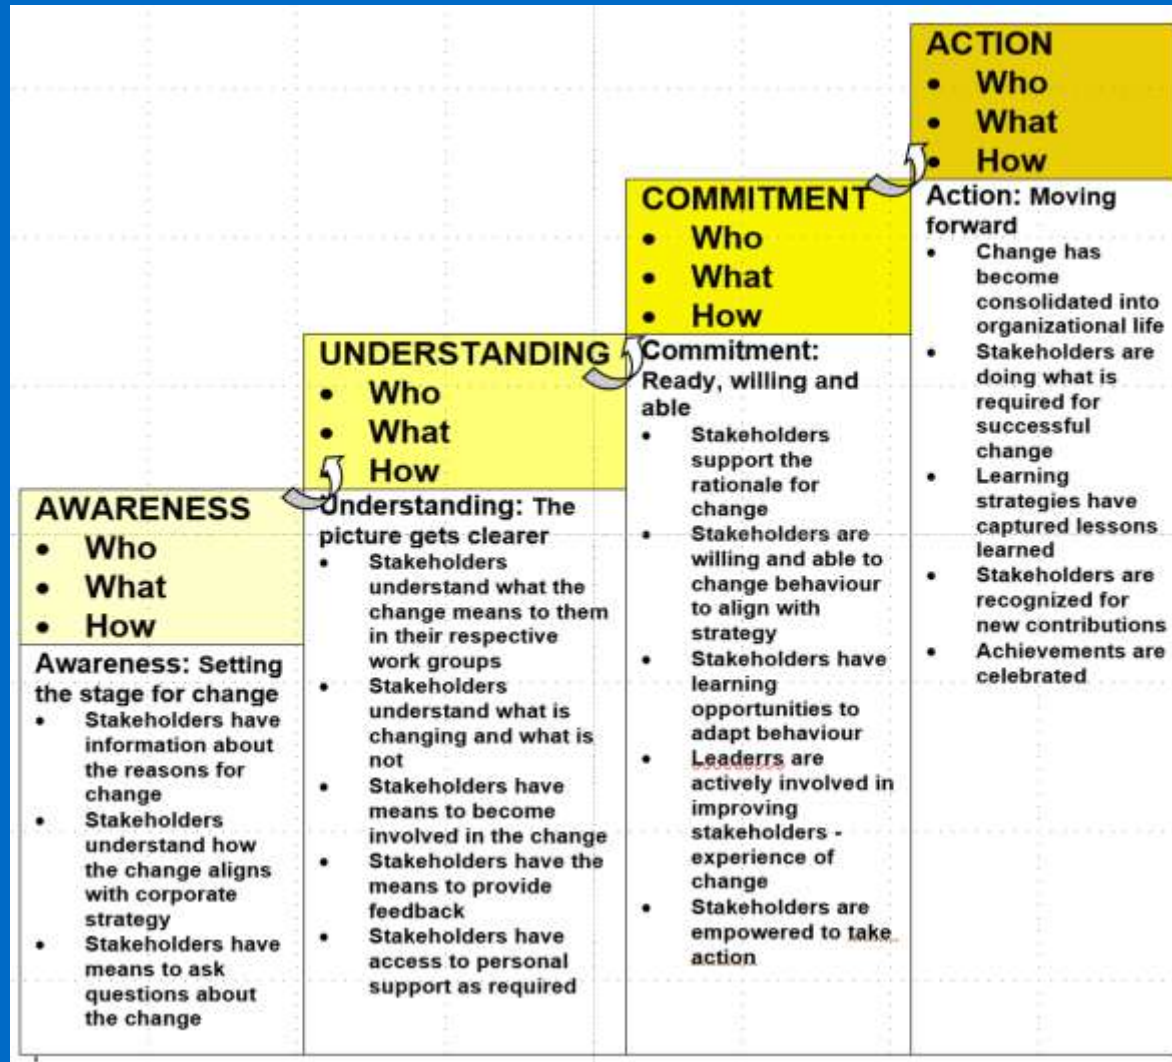 AWARENESS
• Who
• What
• How
Awareness: Setting
the stage for change
• Stakeholders have
information about
the reasons for
change
• Stakeholders
understand how
the change aligns
with corporate
strategy
• Stakeholders have
means to ask
questions about
the change
UNDERSTANDING
• Who
• What
• How
Understanding: The
picture gets clearer
• Stakeholders
understand what the
change means to them
in their respective
work groups
• Stakeholders
understand what is
changing and what is
not
• Stakeholders have
means to become
involved in the change
• Stakeholders have the
means to provide
feedback
• Stakeholders have
access to personal
support as required
COMMITMENT
• Who
• What
• How
Commitment:
Ready, willing and
able
• Stakeholders
support the
rationale for
change
• Stakeholders are
willing and able to
change behaviour
to align with
strategy
• Stakeholders have
learning
opportunities to
adapt behaviour
• Leaderrs are
actively involved in
improving
stakeholders -
experience of
change
• Stakeholders are
empowered to take
action
ACTION
• Who
• What
• How
Action: Moving
forward
• Change has
become
consolidated into
organizational life
• Stakeholders are
doing what is
required for
successful
change
• Learning
strategies have
captured lessons
learned
• Stakeholders are
recognized for
new contributions
• Achievements are
celebrated